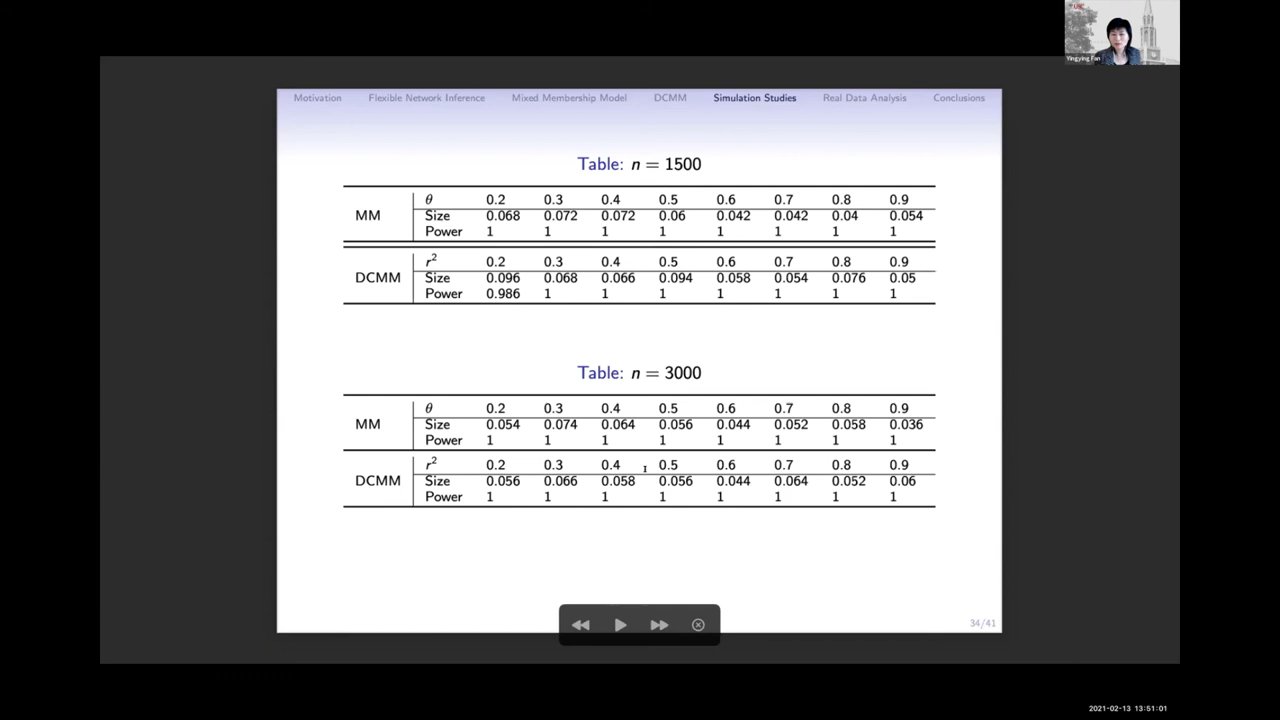 USC
Yingying Fan
Motivation Flexible Network Inference Mixed Membership Model DCMM Simulation Studies Real Data Analysis Conclusions
Table: n = 1500
MM θ 0.2 0.3 0.4 0.5 0.6 0.7 0.8 0.9
Size 0.068 0.072 0.072 0.06 0.042 0.042 0.04 0.054
Power 1 1 1 1 1 1 1 1
DCMM r² 0.2 0.3 0.4 0.5 0.6 0.7 0.8 0.9
Size 0.096 0.068 0.066 0.094 0.058 0.054 0.076 0.05
Power 0.986 1 1 1 1 1 1 1
Table: n = 3000
MM θ 0.2 0.3 0.4 0.5 0.6 0.7 0.8 0.9
Size 0.054 0.074 0.064 0.056 0.044 0.052 0.058 0.036
Power 1 1 1 1 1 1 1 1
DCMM r² 0.2 0.3 0.4 0.5 0.6 0.7 0.8 0.9
Size 0.056 0.066 0.058 0.056 0.044 0.064 0.052 0.06
Power 1 1 1 1 1 1 1 1
34/41
2021-02-13 13:51:01